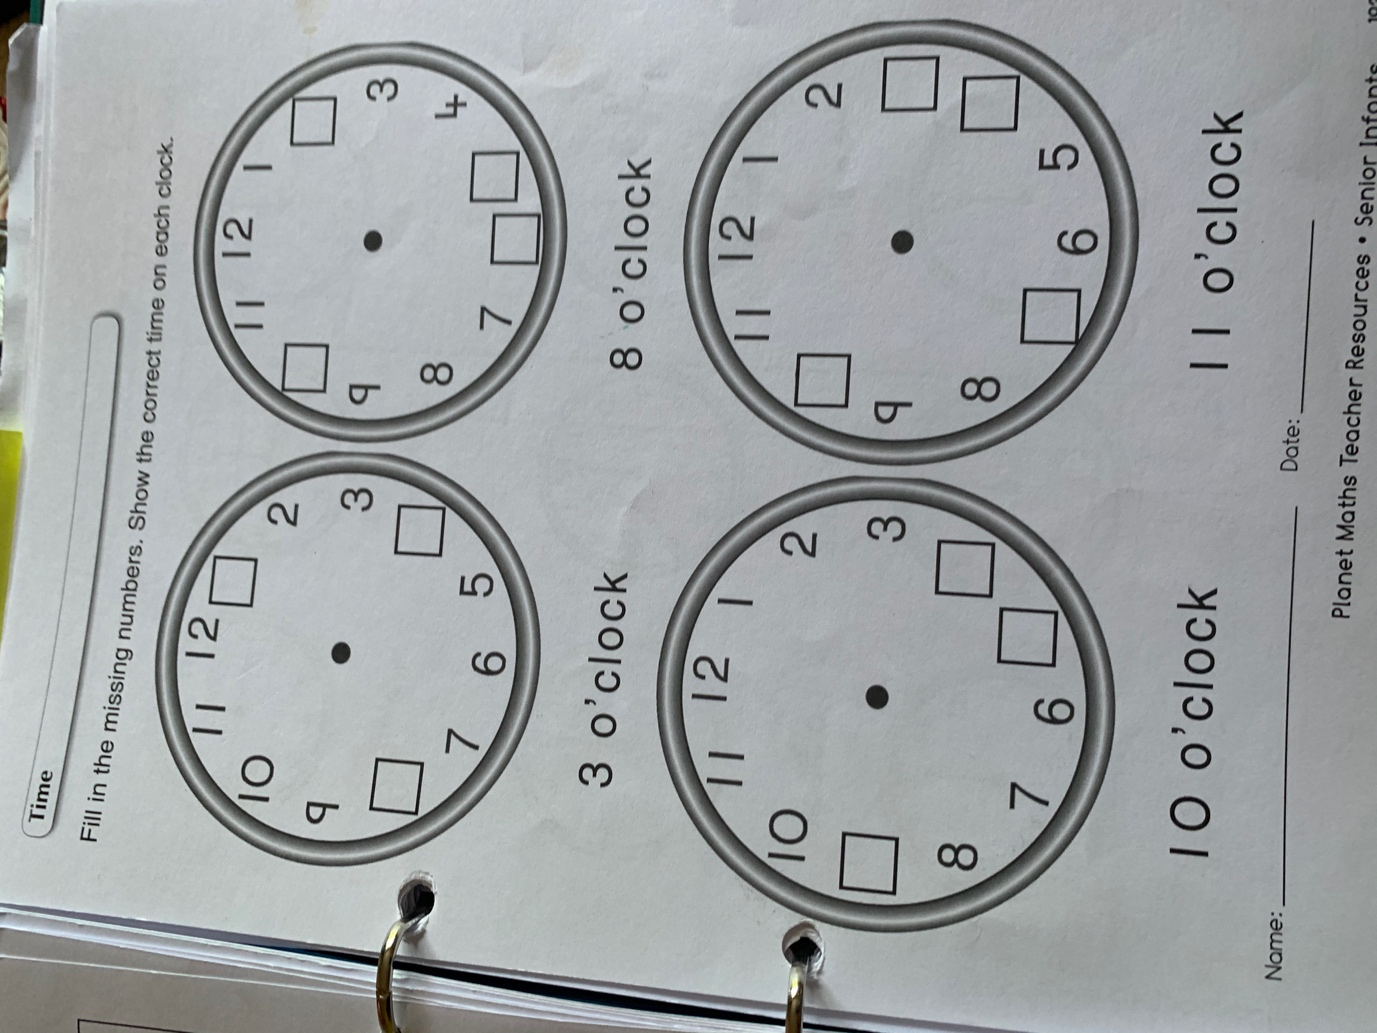 Time
Fill in the missing numbers. Show the correct time on each clock.
11 12
10 2
9 3
7 6 5
3 o'clock
11 12 1
9 3
8 4
7
8 o'clock
11 12 1
10 2
3
8
7 6
10 o'clock
11 12 1
2
9
8
6 5
11 o'clock
Name: Date:
Planet Maths Teacher Resources • Senior Infants